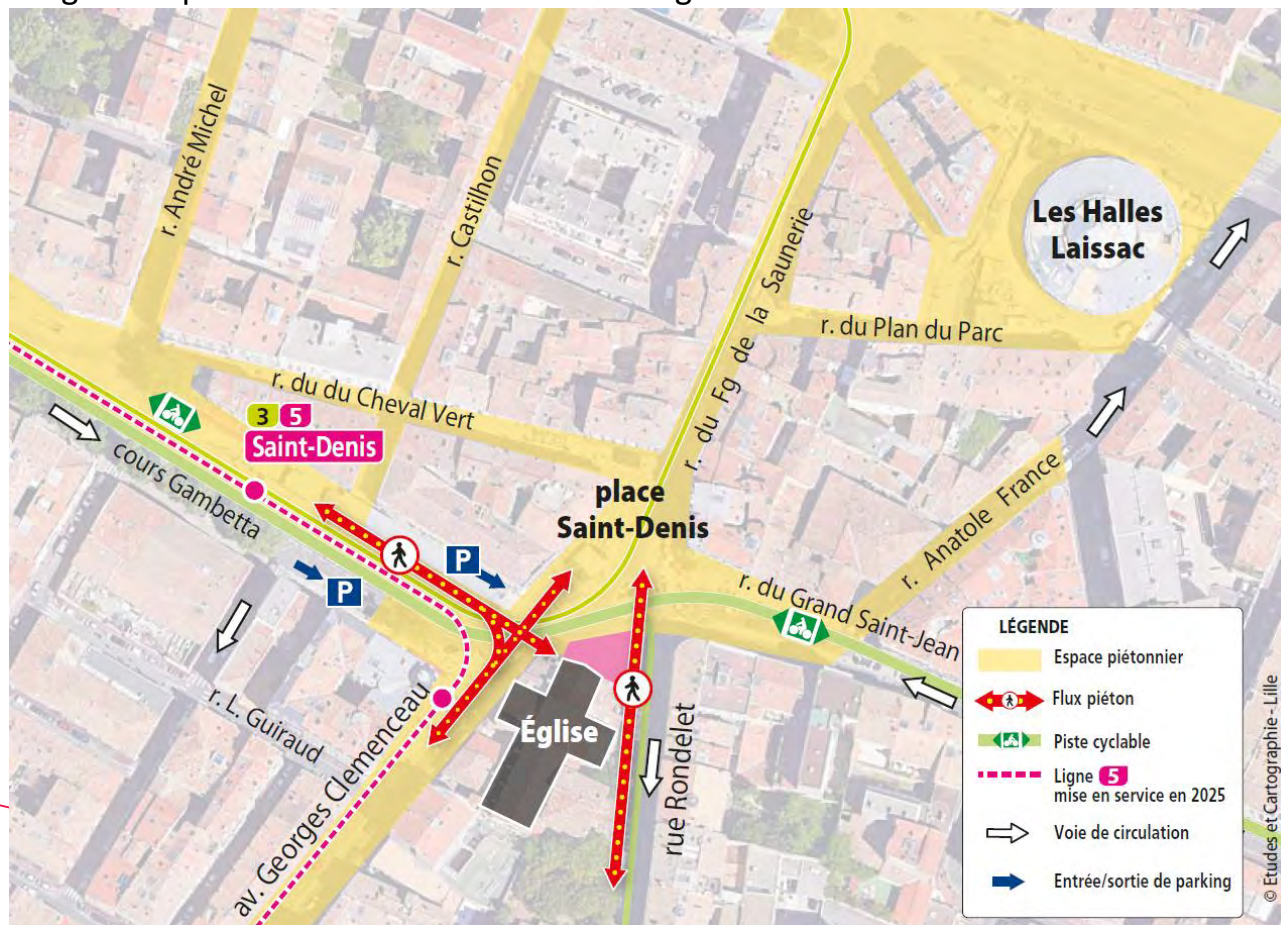 r. André Michel
r. Castilhon
r. du Fg de la Saunerie
Les Halles
Laissac
r. du Plan du Parc
r. du du Cheval Vert
3 5
Saint-Denis
cours Gambetta
place
Saint-Denis
r. Anatole France
P
P
r. du Grand Saint-Jean
r. L. Guiraud
av. Georges Clemenceau
Église
rue Rondelet
LÉGENDE
Espace piétonnier
Flux piéton
Piste cyclable
Ligne 5
mise en service en 2025
Voie de circulation
Entrée/sortie de parking
© Etudes et Cartographie - Lille